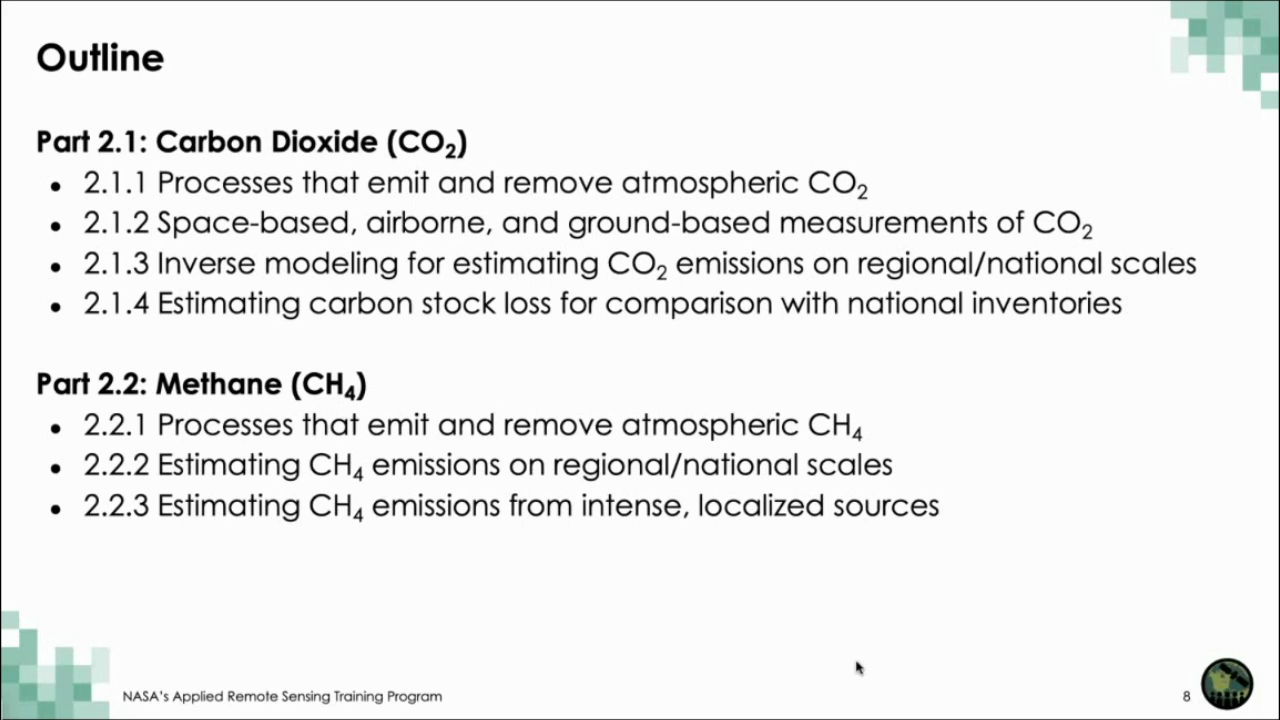 Outline
Part 2.1: Carbon Dioxide (CO₂)
• 2.1.1 Processes that emit and remove atmospheric CO₂
• 2.1.2 Space-based, airborne, and ground-based measurements of CO₂
• 2.1.3 Inverse modeling for estimating CO₂ emissions on regional/national scales
• 2.1.4 Estimating carbon stock loss for comparison with national inventories
Part 2.2: Methane (CH₄)
• 2.2.1 Processes that emit and remove atmospheric CH₄
• 2.2.2 Estimating CH₄ emissions on regional/national scales
• 2.2.3 Estimating CH₄ emissions from intense, localized sources
NASA's Applied Remote Sensing Training Program
8